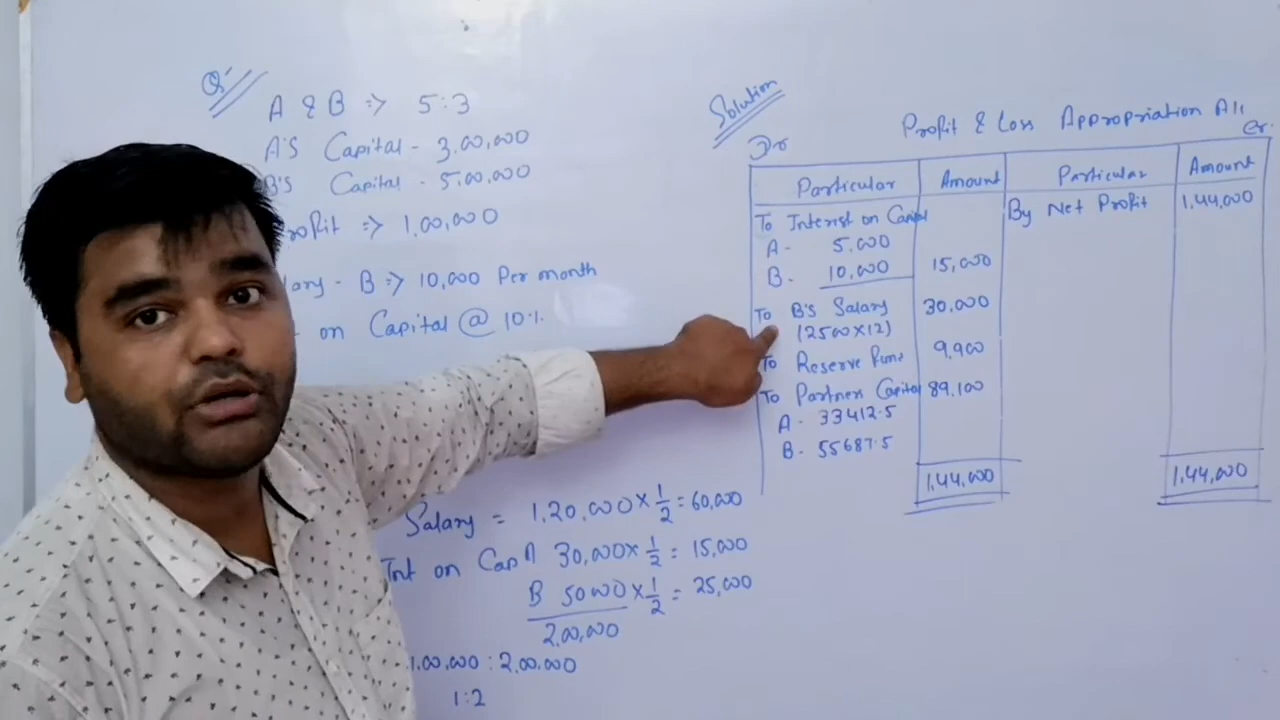 Q:
A & B => 5:3
A'S Capital - 3,00,000
B'S Capital - 5,00,000
rofit => 1,00,000
lary - B => 10,000 Per month
on Capital @ 10%.
Salary = 1,20,000 × 1/2 = 60,000
Int on Cap A 30,000 × 1/2 = 15,000
B 50000 × 1/2 = 25,000
2,00,000
1,00,000 : 2,00,000
1:2
Solution
Profit & Loss Appropriation A/c
Dr Cr.
Particular Amount Particular Amount
To Interest on Capital By Net Profit 1,44,000
A - 5,000
B - 10,000 15,000
To B's Salary 30,000
(2500×12)
To Reserve Fund 9,900
To Partners Capital 89,100
A - 33412.5
B - 55687.5
1,44,000 1,44,000